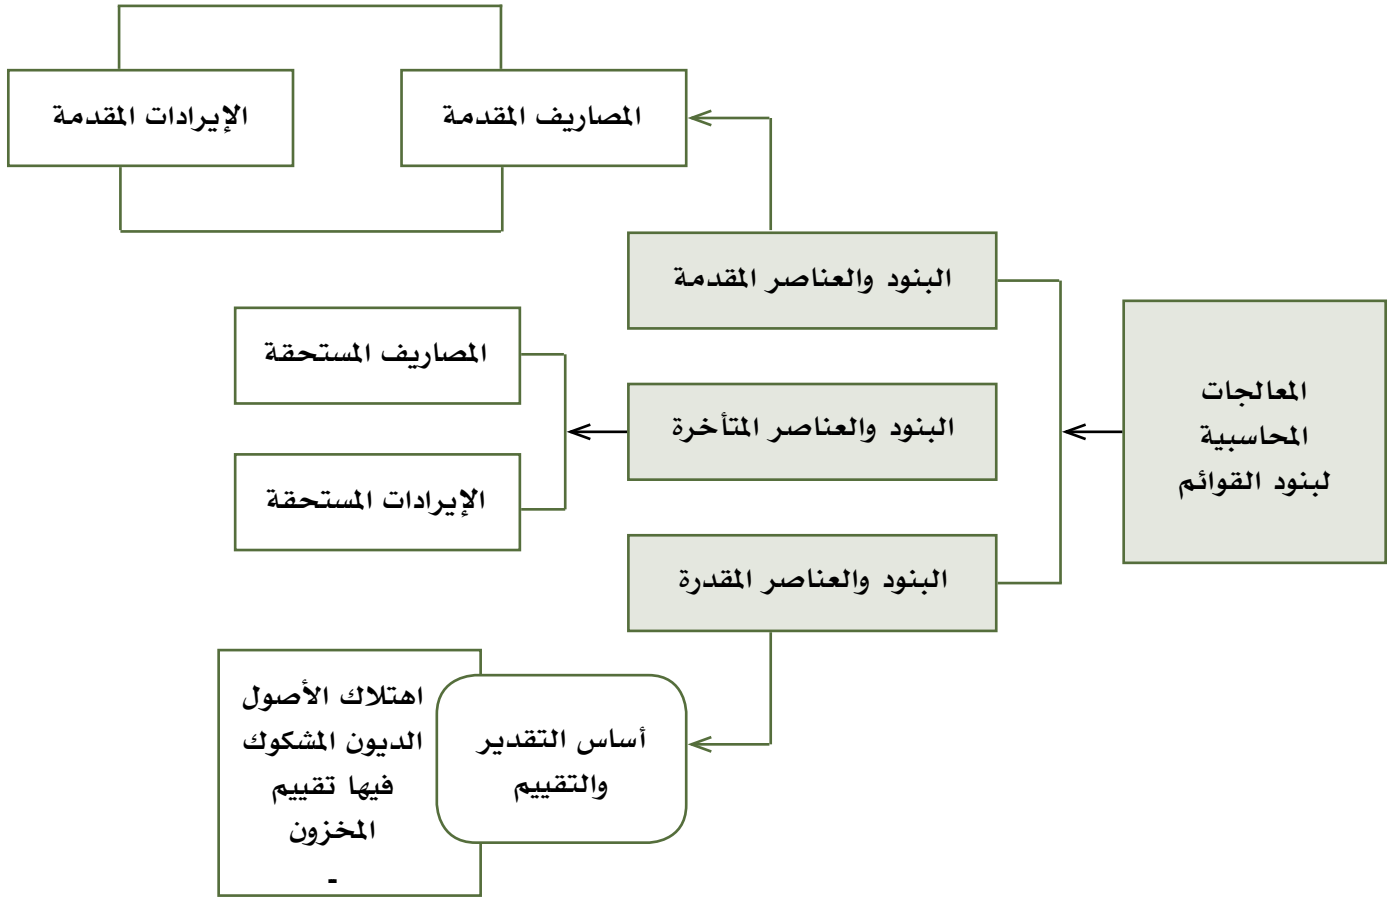 المعالجات
المحاسبية
لبنود القوائم
البنود والعناصر المقدمة
المصاريف المقدمة
الإيرادات المقدمة
البنود والعناصر المتأخرة
المصاريف المستحقة
الإيرادات المستحقة
البنود والعناصر المقدرة
أساس التقدير
والتقييم
اهتلاك الأصول
الديون المشكوك
فيها تقييم
المخزون
-